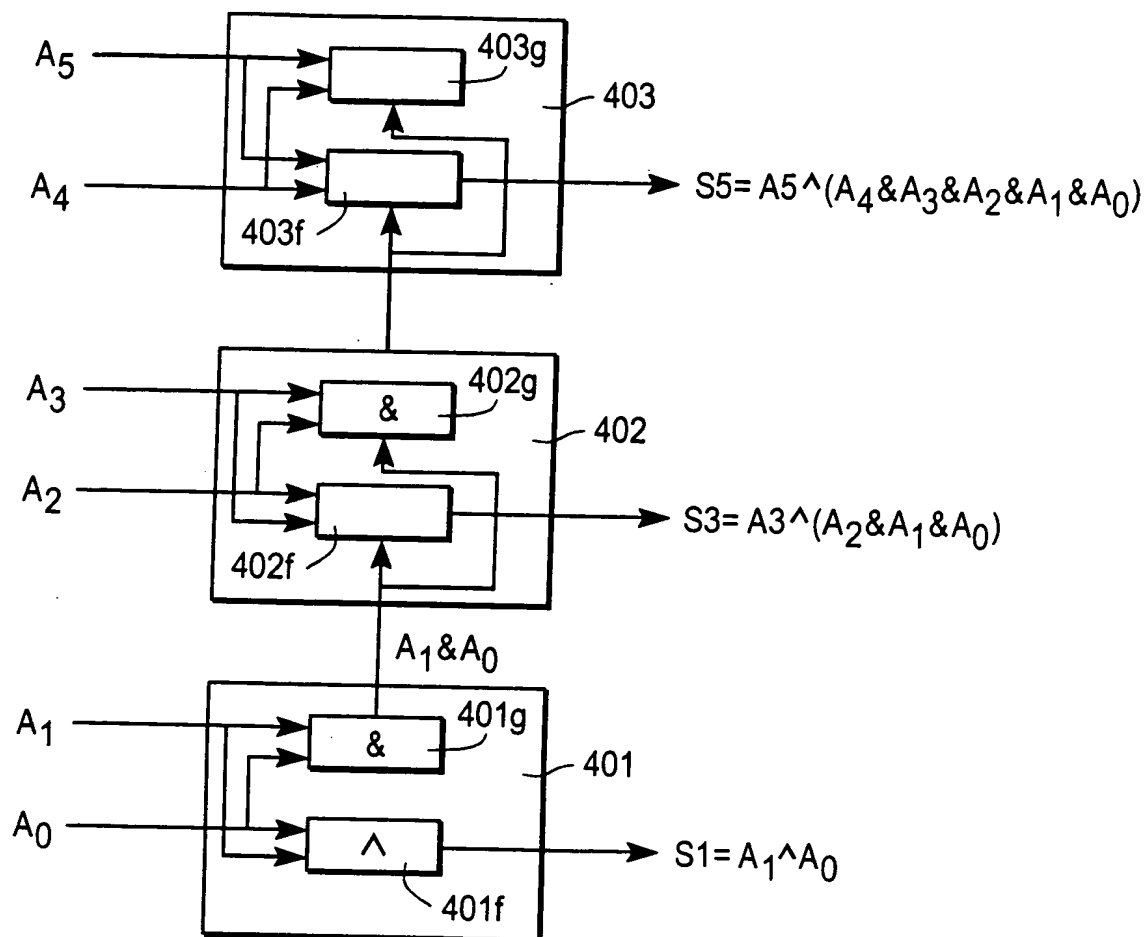 A5
403g
403
A4
S5= A5^(A4&A3&A2&A1&A0)
403f
A3
402g
&
402
A2
S3= A3^(A2&A1&A0)
402f
A1&A0
A1
401g
&
401
A0
^
S1= A1^A0
401f